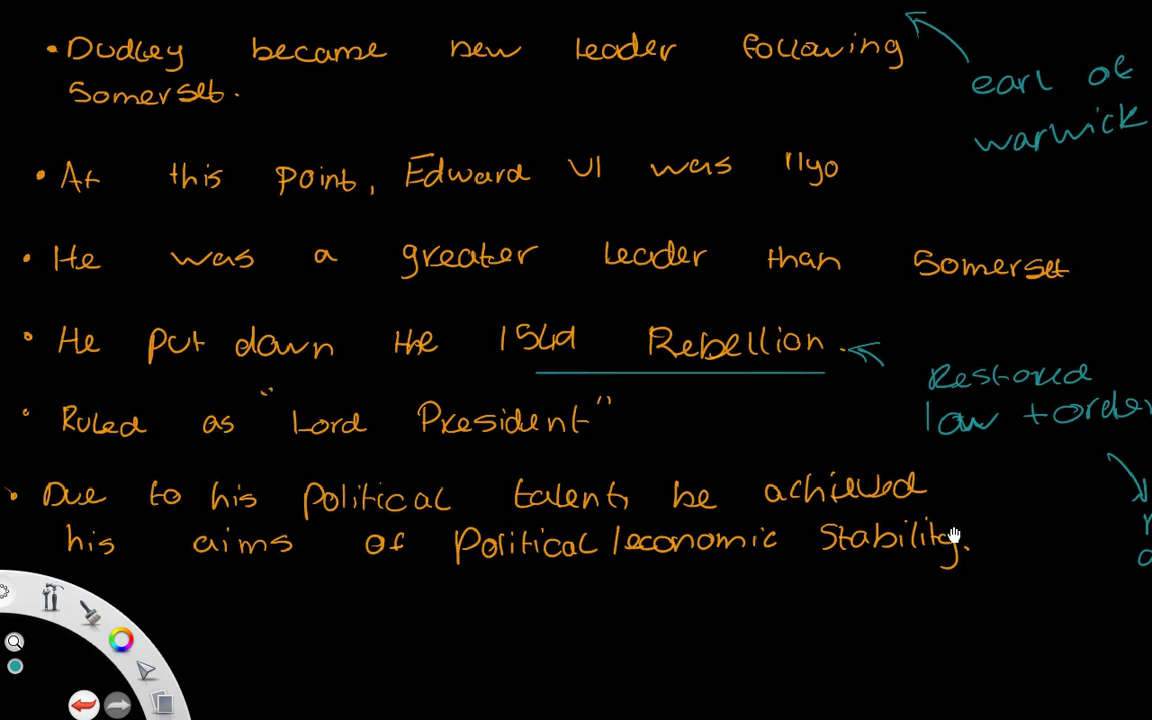 • Dudley became new leader following
Somerset.
earl of
warwick
• At this point, Edward VI was 11yo
• He was a greater leader than Somerset
• He put down the 1549 Rebellion.
Restored
law + order
• Ruled as "Lord President"
• Due to his political talent, he achieved
his aims of Political/economic Stability.